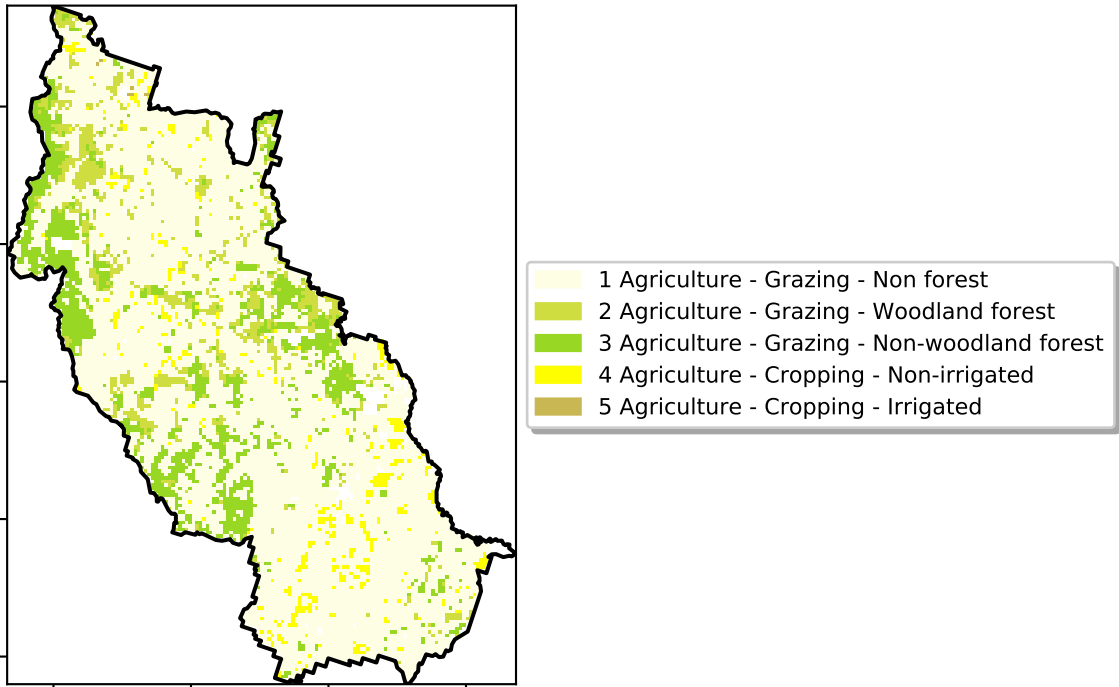 1 Agriculture - Grazing - Non forest
2 Agriculture - Grazing - Woodland forest
3 Agriculture - Grazing - Non-woodland forest
4 Agriculture - Cropping - Non-irrigated
5 Agriculture - Cropping - Irrigated